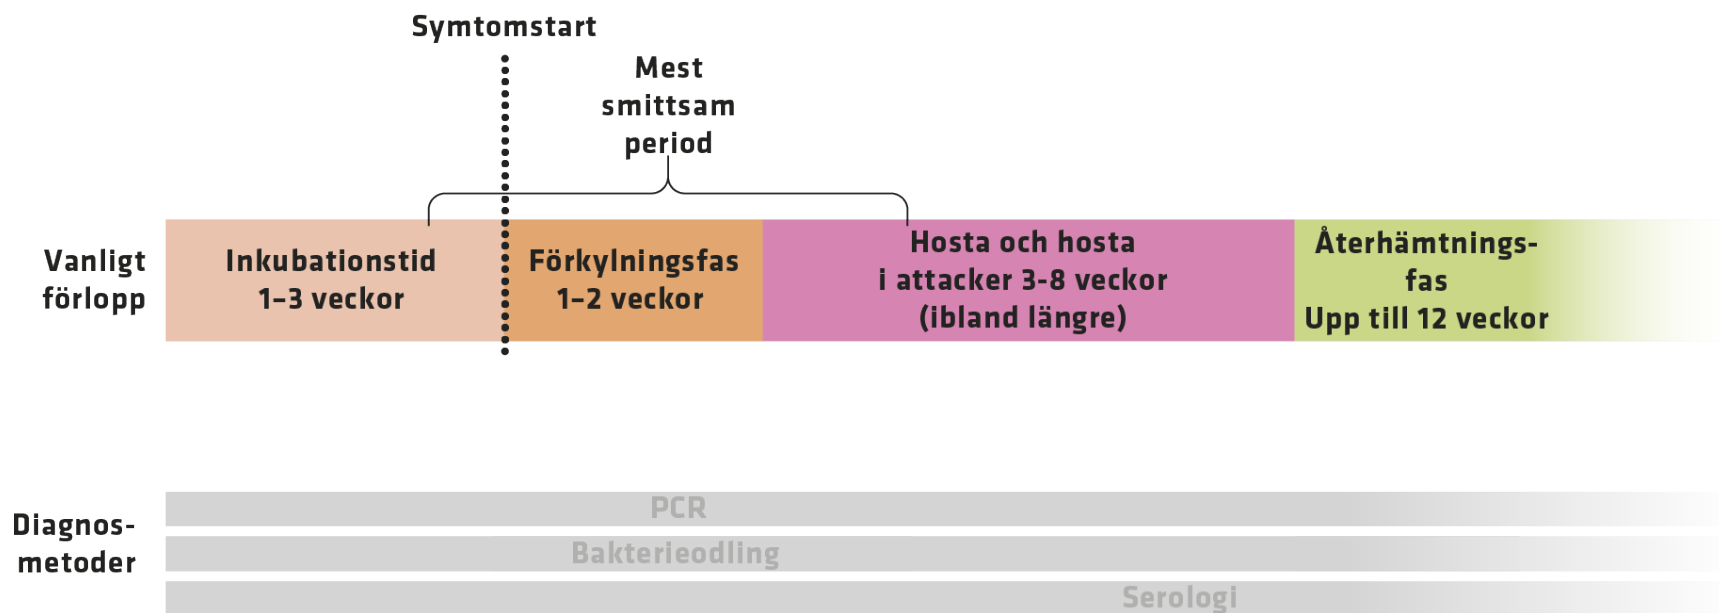 Symtomstart
Mest
smittsam
period
Vanligt
förlopp
Inkubationstid
1–3 veckor
Förkylningsfas
1–2 veckor
Hosta och hosta
i attacker 3-8 veckor
(ibland längre)
Återhämtnings-
fas
Upp till 12 veckor
Diagnos-
metoder
PCR
Bakterieodling
Serologi